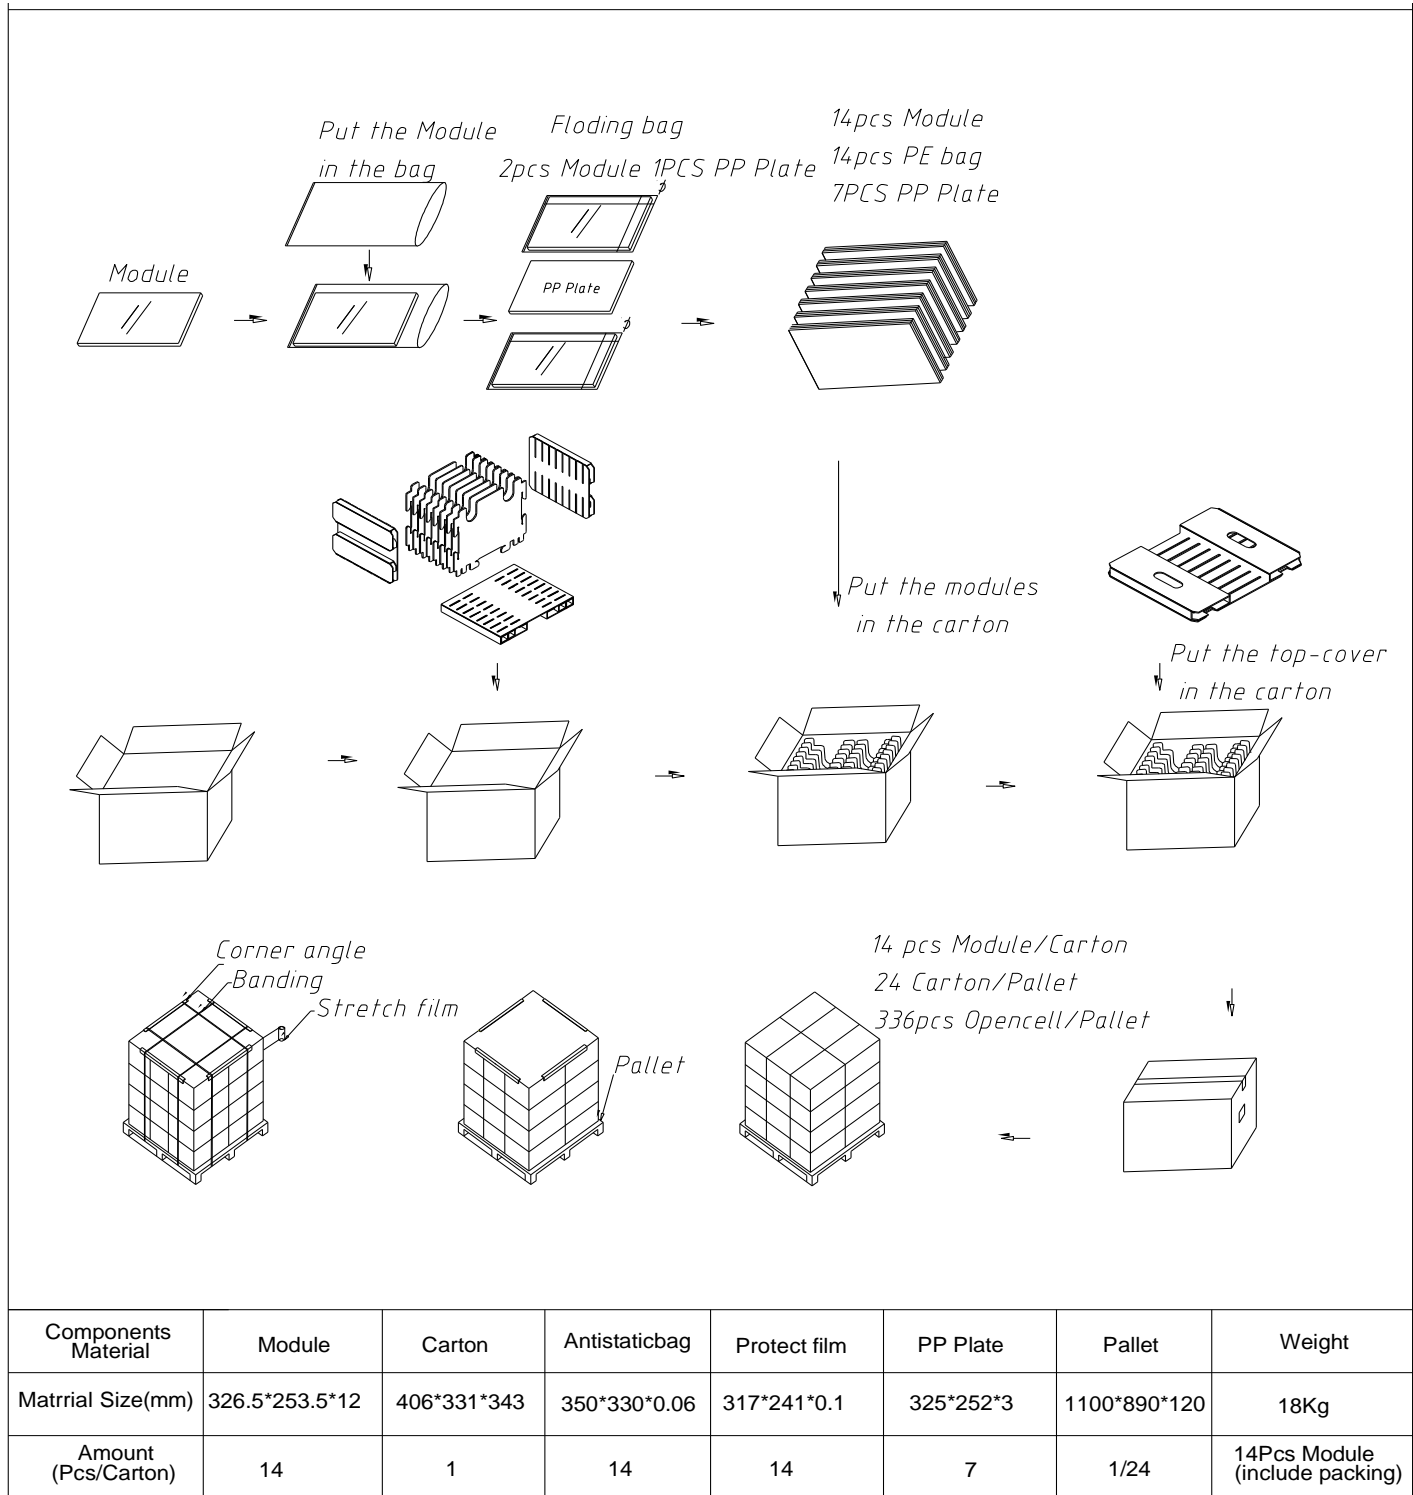 Put the Module
in the bag
Floding bag
2pcs Module 1PCS PP Plate
14pcs Module
14pcs PE bag
7PCS PP Plate
Module
PP Plate
Put the modules
in the carton
Put the top-cover
in the carton
Corner angle
Banding
Stretch film
Pallet
14 pcs Module/Carton
24 Carton/Pallet
336pcs Opencell/Pallet
Components
Material
Module
Carton
Antistaticbag
Protect film
PP Plate
Pallet
Weight
Matrrial Size(mm)
326.5*253.5*12
406*331*343
350*330*0.06
317*241*0.1
325*252*3
1100*890*120
18Kg
Amount
(Pcs/Carton)
14
1
14
14
7
1/24
14Pcs Module
(include packing)